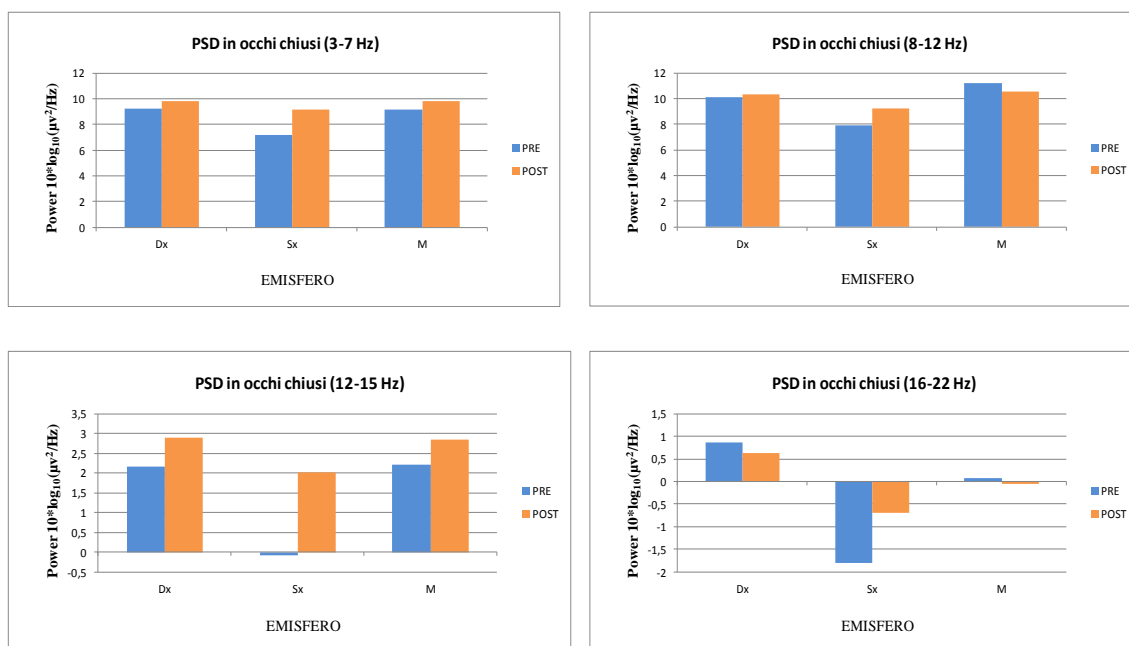 PSD in occhi chiusi (3-7 Hz)
Power 10*log10(µv²/Hz)
12
10
8
6
4
2
0
Dx Sx M
EMISFERO
PRE
POST
PSD in occhi chiusi (8-12 Hz)
Power 10*log10(µv²/Hz)
12
10
8
6
4
2
0
Dx Sx M
EMISFERO
PRE
POST
PSD in occhi chiusi (12-15 Hz)
Power 10*log10(µv²/Hz)
3,5
3
2,5
2
1,5
1
0,5
0
-0,5
Dx Sx M
EMISFERO
PRE
POST
PSD in occhi chiusi (16-22 Hz)
Power 10*log10(µv²/Hz)
1,5
1
0,5
0
-0,5
-1
-1,5
-2
Dx Sx M
EMISFERO
PRE
POST